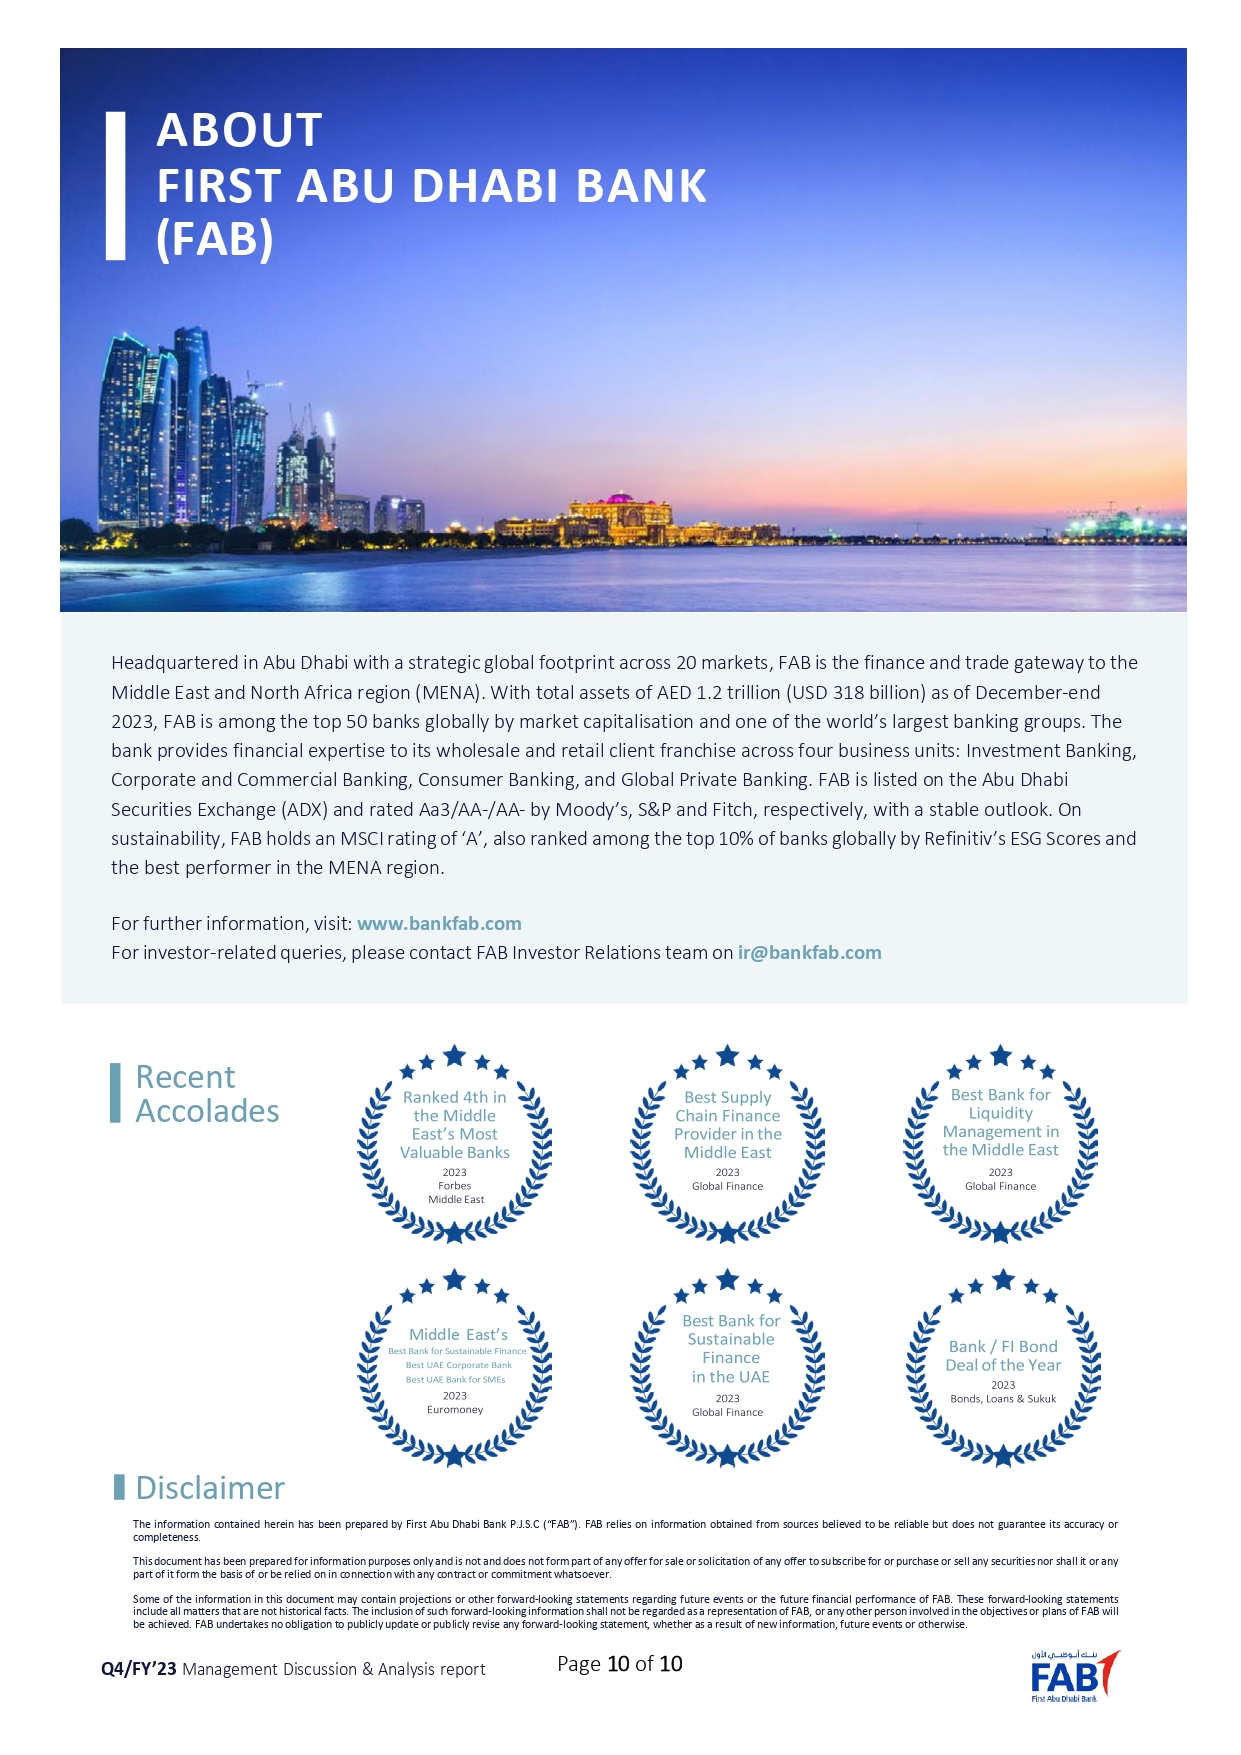 ABOUT
FIRST ABU DHABI BANK
(FAB)
Headquartered in Abu Dhabi with a strategic global footprint across 20 markets, FAB is the finance and trade gateway to the
Middle East and North Africa region (MENA). With total assets of AED 1.2 trillion (USD 318 billion) as of December-end
2023, FAB is among the top 50 banks globally by market capitalisation and one of the world’s largest banking groups. The
bank provides financial expertise to its wholesale and retail client franchise across four business units: Investment Banking,
Corporate and Commercial Banking, Consumer Banking, and Global Private Banking. FAB is listed on the Abu Dhabi
Securities Exchange (ADX) and rated Aa3/AA-/AA- by Moody’s, S&P and Fitch, respectively, with a stable outlook. On
sustainability, FAB holds an MSCI rating of ‘A’, also ranked among the top 10% of banks globally by Refinitiv’s ESG Scores and
the best performer in the MENA region.
For further information, visit: www.bankfab.com
For investor-related queries, please contact FAB Investor Relations team on ir@bankfab.com
Recent
Accolades
Ranked 4th in
the Middle
East’s Most
Valuable Banks
2023
Forbes
Middle East
Best Supply
Chain Finance
Provider in the
Middle East
2023
Global Finance
Best Bank for
Liquidity
Management in
the Middle East
2023
Global Finance
Middle East’s
Best Bank for Sustainable Finance
Best UAE Corporate Bank
Best UAE Bank for SMEs
2023
Euromoney
Best Bank for
Sustainable
Finance
in the UAE
2023
Global Finance
Bank / FI Bond
Deal of the Year
2023
Bonds, Loans & Sukuk
Disclaimer
The information contained herein has been prepared by First Abu Dhabi Bank P.J.S.C (“FAB”). FAB relies on information obtained from sources believed to be reliable but does not guarantee its accuracy or
completeness.
This document has been prepared for information purposes only and is not and does not form part of any offer for sale or solicitation of any offer to subscribe for or purchase or sell any securities nor shall it or any
part of it form the basis of or be relied on in connection with any contract or commitment whatsoever.
Some of the information in this document may contain projections or other forward-looking statements regarding future events or the future financial performance of FAB. These forward-looking statements
include all matters that are not historical facts. The inclusion of such forward-looking information shall not be regarded as a representation of FAB, or any other person involved in the objectives or plans of FAB will
be achieved. FAB undertakes no obligation to publicly update or publicly revise any forward-looking statement, whether as a result of new information, future events or otherwise.
Q4/FY’23 Management Discussion & Analysis report
Page 10 of 10
بنك أبوظبي الأول
FAB
First Abu Dhabi Bank